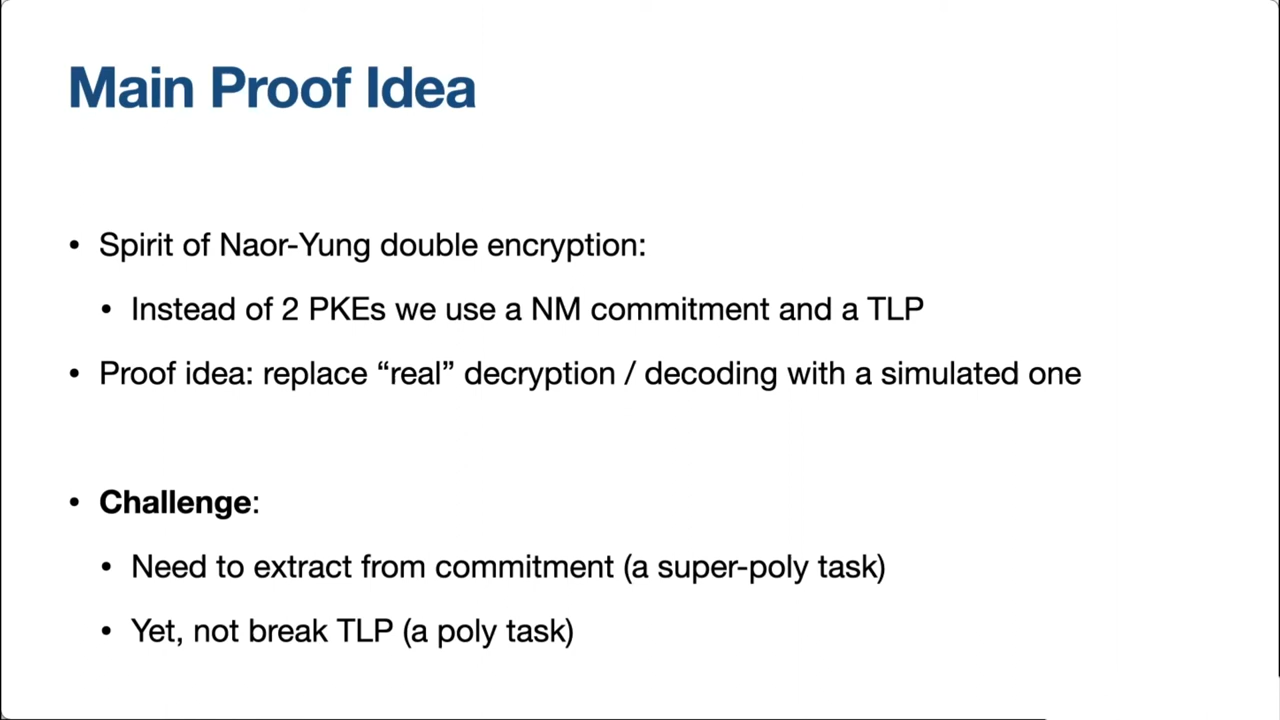 Main Proof Idea
• Spirit of Naor-Yung double encryption:
• Instead of 2 PKEs we use a NM commitment and a TLP
• Proof idea: replace “real” decryption / decoding with a simulated one
• Challenge:
• Need to extract from commitment (a super-poly task)
• Yet, not break TLP (a poly task)